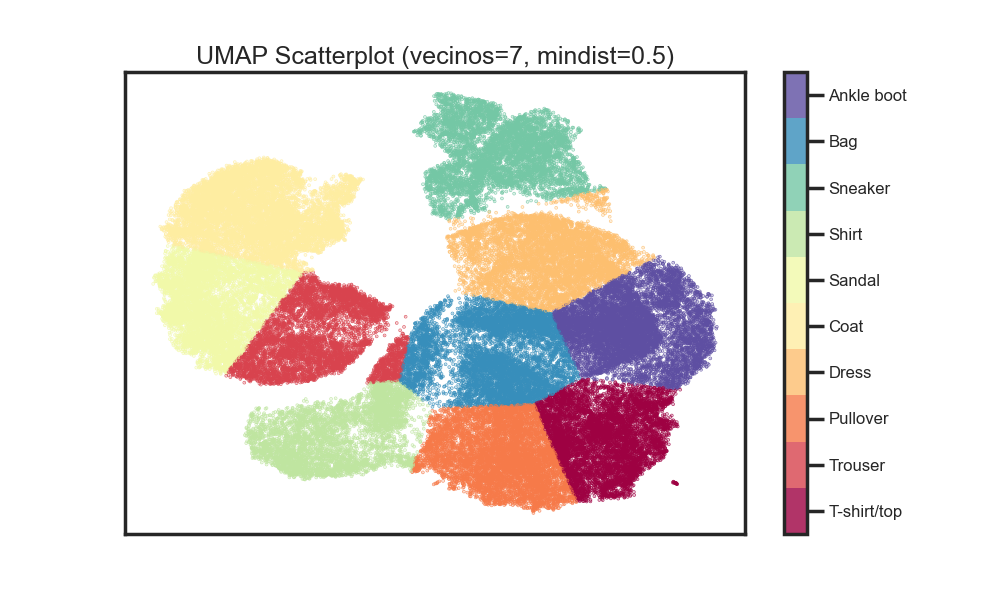 UMAP Scatterplot (vecinos=7, mindist=0.5)
Ankle boot
Bag
Sneaker
Shirt
Sandal
Coat
Dress
Pullover
Trouser
T-shirt/top